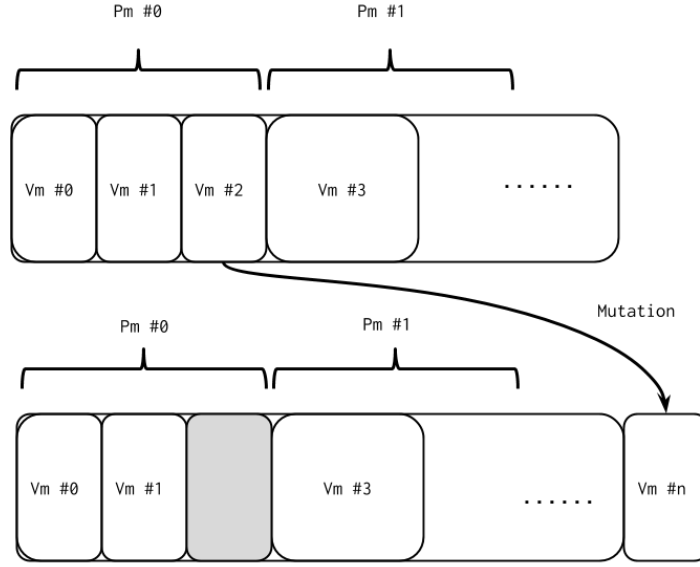 Pm #0 Pm #1
Vm #0 Vm #1 Vm #2 Vm #3 ......
Mutation
Pm #0 Pm #1
Vm #0 Vm #1 Vm #3 ...... Vm #n